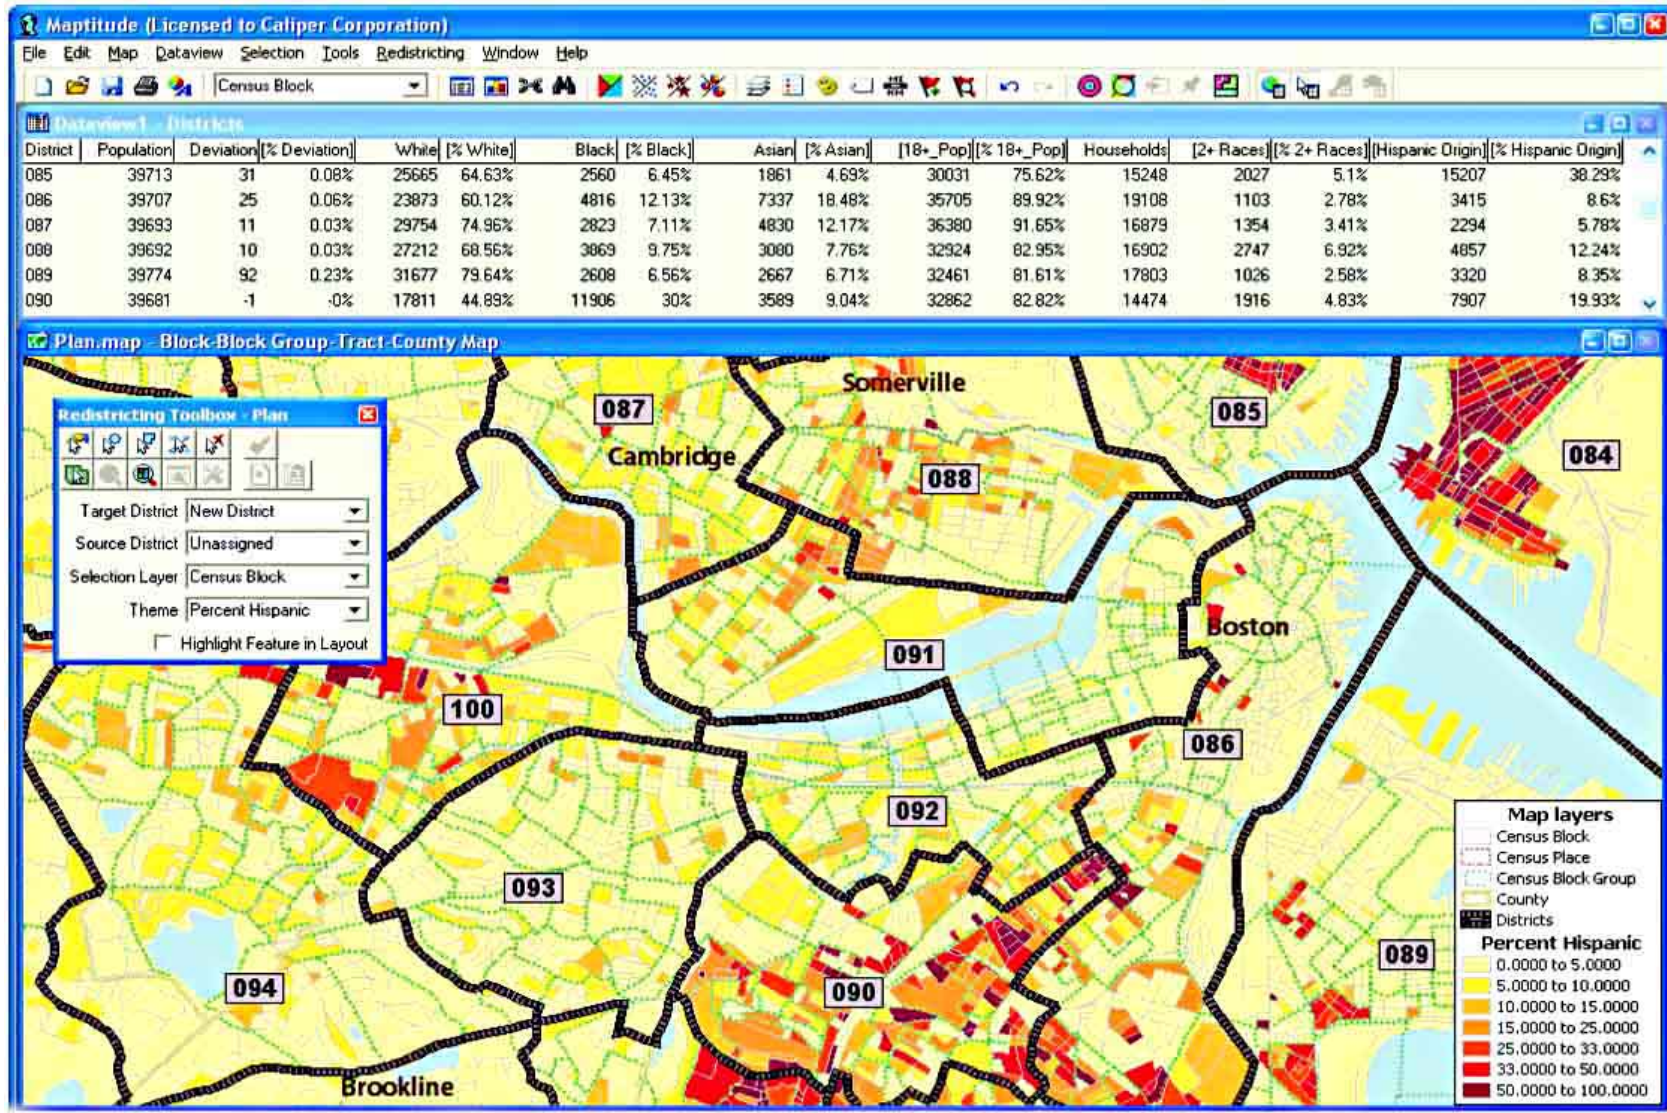 Maptitude (Licensed to Caliper Corporation)
File Edit Map Dataview Selection Tools Redistricting Window Help
Census Block
Dataview1 - Districts
District Population Deviation [% Deviation] White [% White] Black [% Black] Asian [% Asian] [18+_Pop] [% 18+_Pop] Households [2+ Races] [% 2+ Races] [Hispanic Origin] [% Hispanic Origin]
085 39713 31 0.08% 25665 64.63% 2560 6.45% 1861 4.69% 30031 75.62% 15248 2027 5.1% 15207 38.29%
086 39707 25 0.06% 23873 60.12% 4816 12.13% 7337 18.48% 35705 89.92% 19108 1103 2.78% 3415 8.6%
087 39693 11 0.03% 29754 74.96% 2823 7.11% 4830 12.17% 36380 91.65% 16879 1354 3.41% 2294 5.78%
088 39692 10 0.03% 27212 68.56% 3869 9.75% 3080 7.76% 32924 82.95% 16902 2747 6.92% 4857 12.24%
089 39774 92 0.23% 31677 79.64% 2608 6.56% 2667 6.71% 32461 81.61% 17803 1026 2.58% 3320 8.35%
090 39681 -1 -0% 17811 44.89% 11906 30% 3589 9.04% 32862 82.82% 14474 1916 4.83% 7907 19.93%
Plan.map - Block-Block Group-Tract-County Map
Somerville
087
085
Redistricting Toolbox - Plan
Cambridge
084
088
Target District New District
Source District Unassigned
Selection Layer Census Block
Theme Percent Hispanic
Highlight Feature in Layout
Boston
091
100
086
092
093
089
094
090
Brookline
Map layers
Census Block
Census Place
Census Block Group
County
Districts
Percent Hispanic
0.0000 to 5.0000
5.0000 to 10.0000
10.0000 to 15.0000
15.0000 to 25.0000
25.0000 to 33.0000
33.0000 to 50.0000
50.0000 to 100.0000